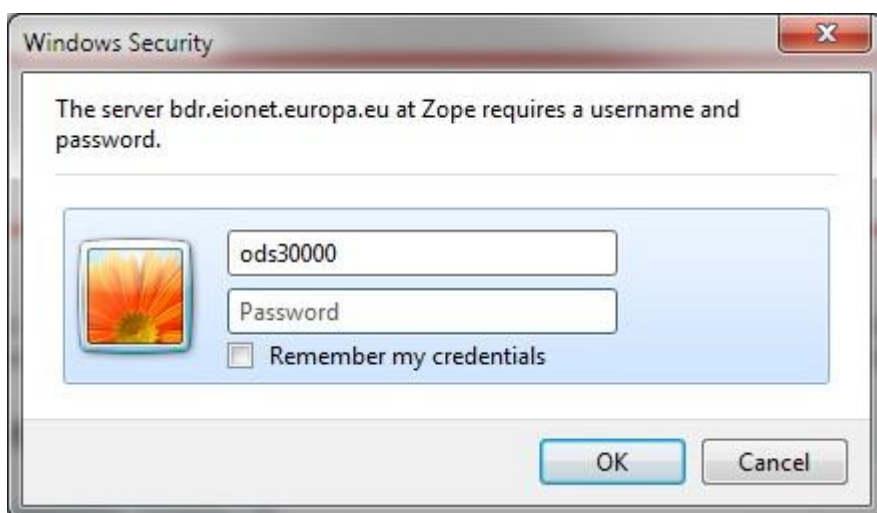 Windows Security
The server bdr.eionet.europa.eu at Zope requires a username and
password.
ods30000
Password
Remember my credentials
OK
Cancel